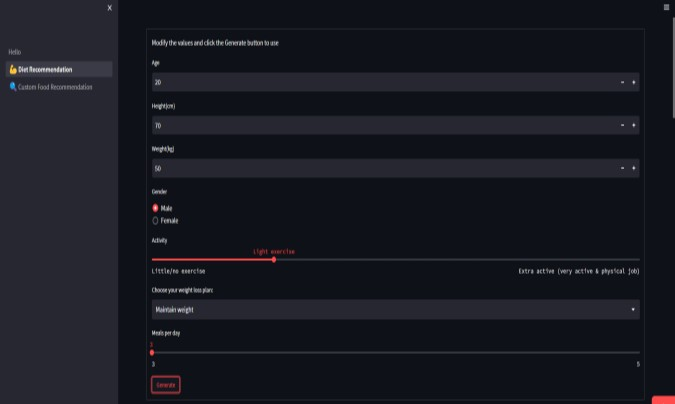 X
Hello
💪 Diet Recommendation
🔍 Custom Food Recommendation
Modify the values and click the Generate button to use
Age
20
Height(cm)
70
Weight(kg)
50
Gender
Male
Female
Activity
Light exercise
Little/no exercise Extra active (very active & physical job)
Choose your weight loss plan:
Maintain weight
Meals per day
3
3 5
Generate